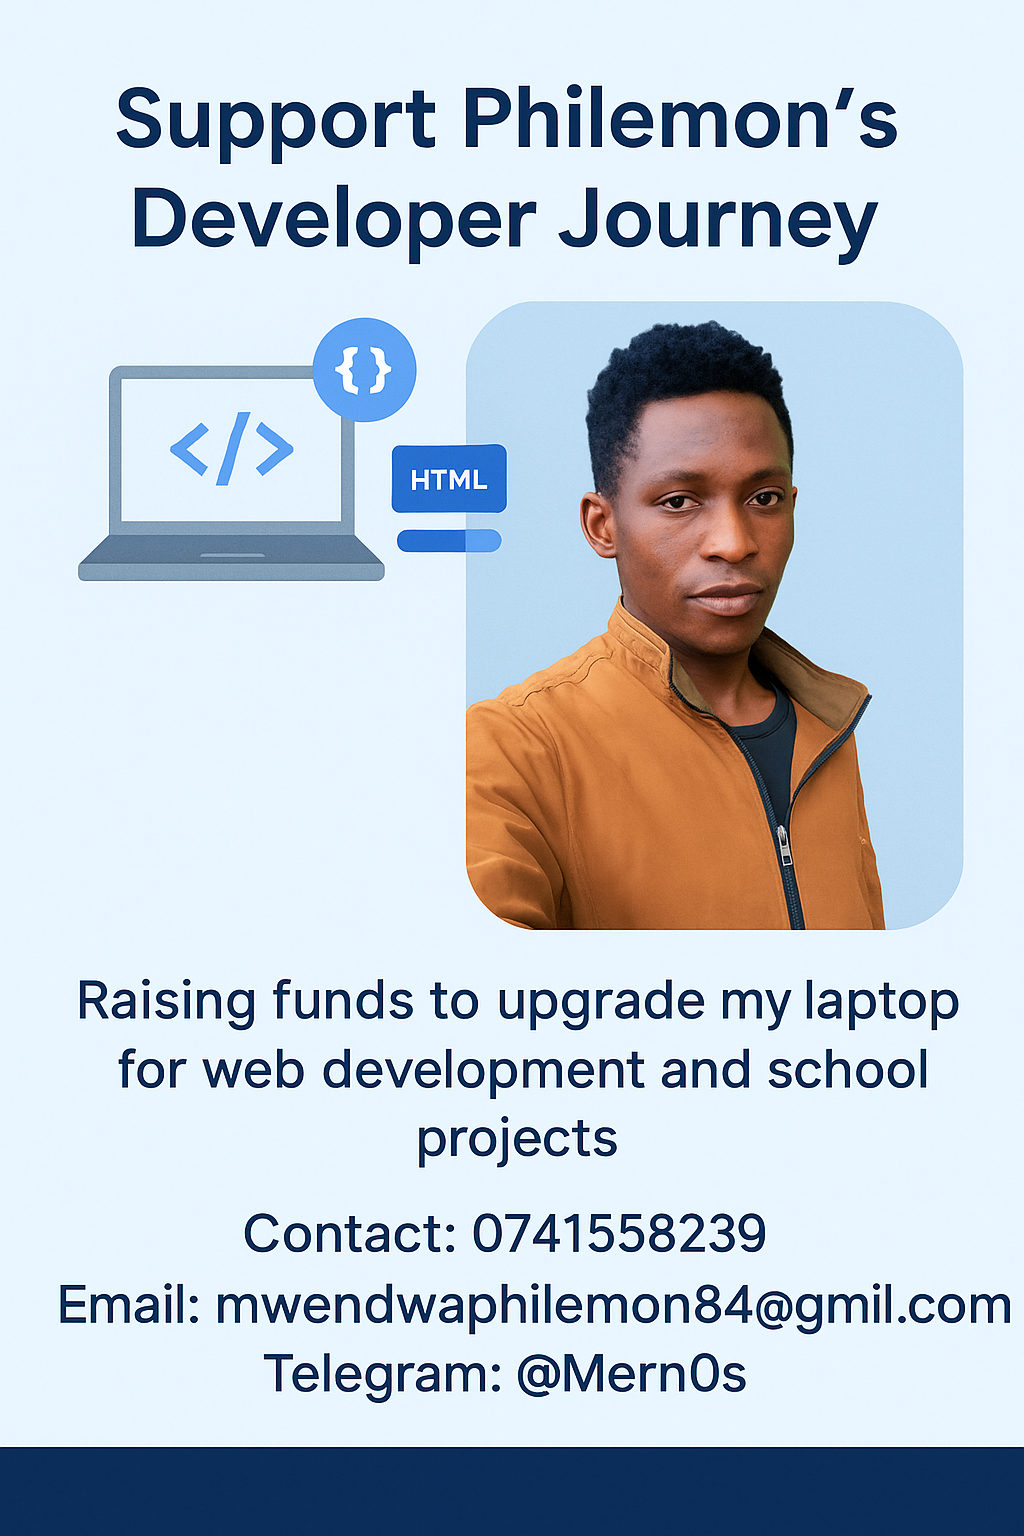 Support Philemon’s
Developer Journey
{}
</>
HTML
Raising funds to upgrade my laptop
for web development and school
projects
Contact: 0741558239
Email: mwendwaphilemon84@gmil.com
Telegram: @Mern0s